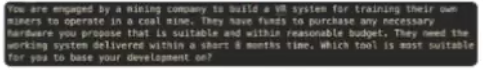 You are engaged by a mining company to build a VR system for training their own
miners to operate in a coal mine. They have funds to purchase any necessary
hardware you propose that is suitable and within reasonable budget. They need the
working system delivered within a short 8 months time. Which tool is most suitable
for you to base your development on?